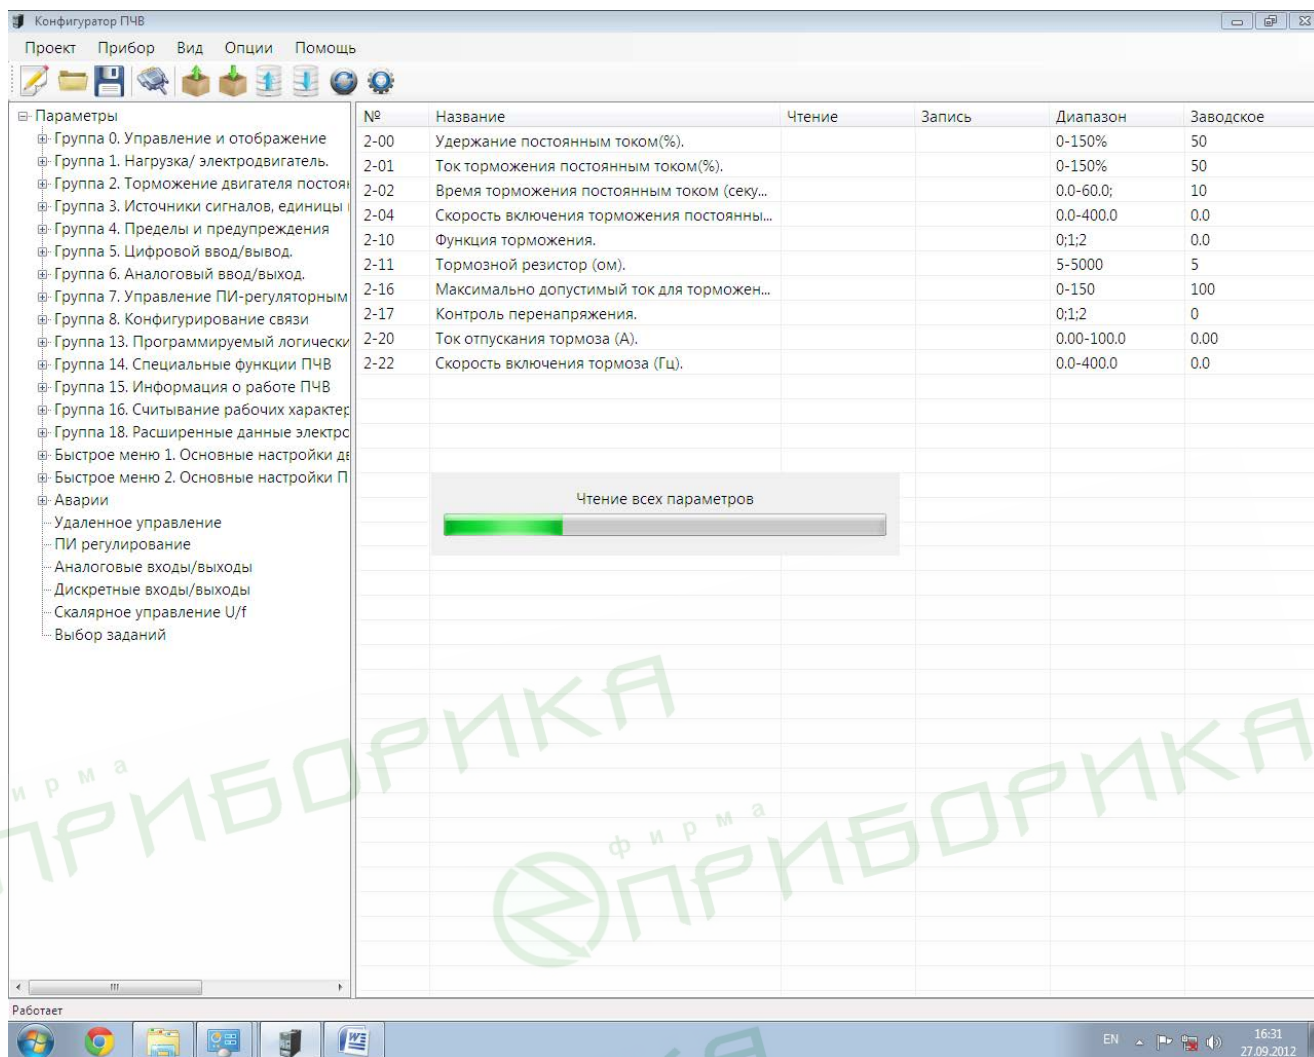 Конфигуратор ПЧВ
Проект Прибор Вид Опции Помощь
Параметры
Группа 0. Управление и отображение
Группа 1. Нагрузка/ электродвигатель.
Группа 2. Торможение двигателя постоян
Группа 3. Источники сигналов, единицы
Группа 4. Пределы и предупреждения
Группа 5. Цифровой ввод/вывод.
Группа 6. Аналоговый ввод/выход.
Группа 7. Управление ПИ-регуляторным
Группа 8. Конфигурирование связи
Группа 13. Программируемый логически
Группа 14. Специальные функции ПЧВ
Группа 15. Информация о работе ПЧВ
Группа 16. Считывание рабочих характер
Группа 18. Расширенные данные электро
Быстрое меню 1. Основные настройки дв
Быстрое меню 2. Основные настройки П
Аварии
Удаленное управление
ПИ регулирование
Аналоговые входы/выходы
Дискретные входы/выходы
Скалярное управление U/f
Выбор заданий
№ Название Чтение Запись Диапазон Заводское
2-00 Удержание постоянным током(%). 0-150% 50
2-01 Ток торможения постоянным током(%). 0-150% 50
2-02 Время торможения постоянным током (секу... 0.0-60.0; 10
2-04 Скорость включения торможения постоянны... 0.0-400.0 0.0
2-10 Функция торможения. 0;1;2 0.0
2-11 Тормозной резистор (ом). 5-5000 5
2-16 Максимально допустимый ток для торможен... 0-150 100
2-17 Контроль перенапряжения. 0;1;2 0
2-20 Ток отпускания тормоза (А). 0.00-100.0 0.00
2-22 Скорость включения тормоза (Гц). 0.0-400.0 0.0
Чтение всех параметров
фирма
ПРИБОРИКА
Работает
EN 16:31
27.09.2012